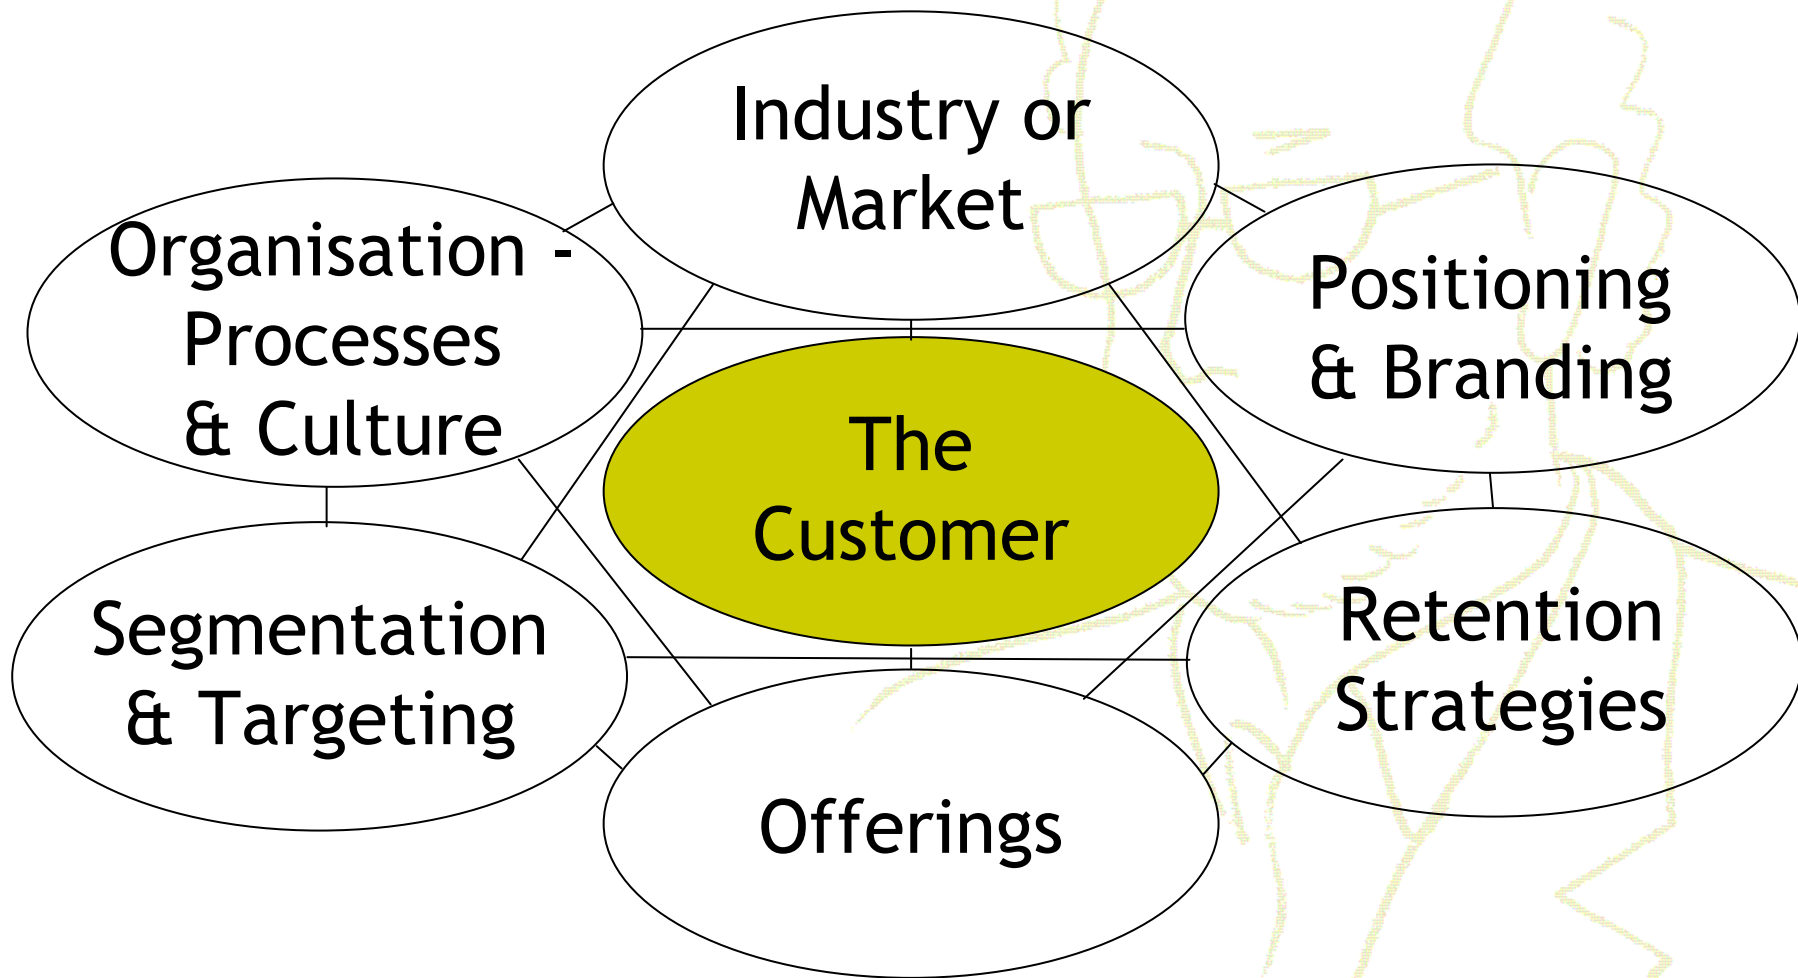 Industry or
Market
Organisation -
Processes
& Culture
Positioning
& Branding
The
Customer
Segmentation
& Targeting
Retention
Strategies
Offerings